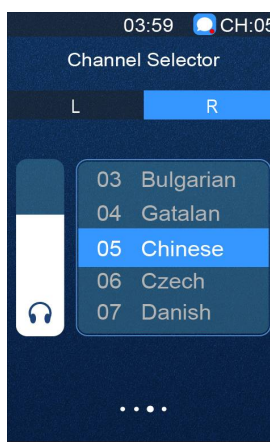 03:59 CH:05
Channel Selector
L R
03 Bulgarian
04 Gatalan
05 Chinese
06 Czech
07 Danish